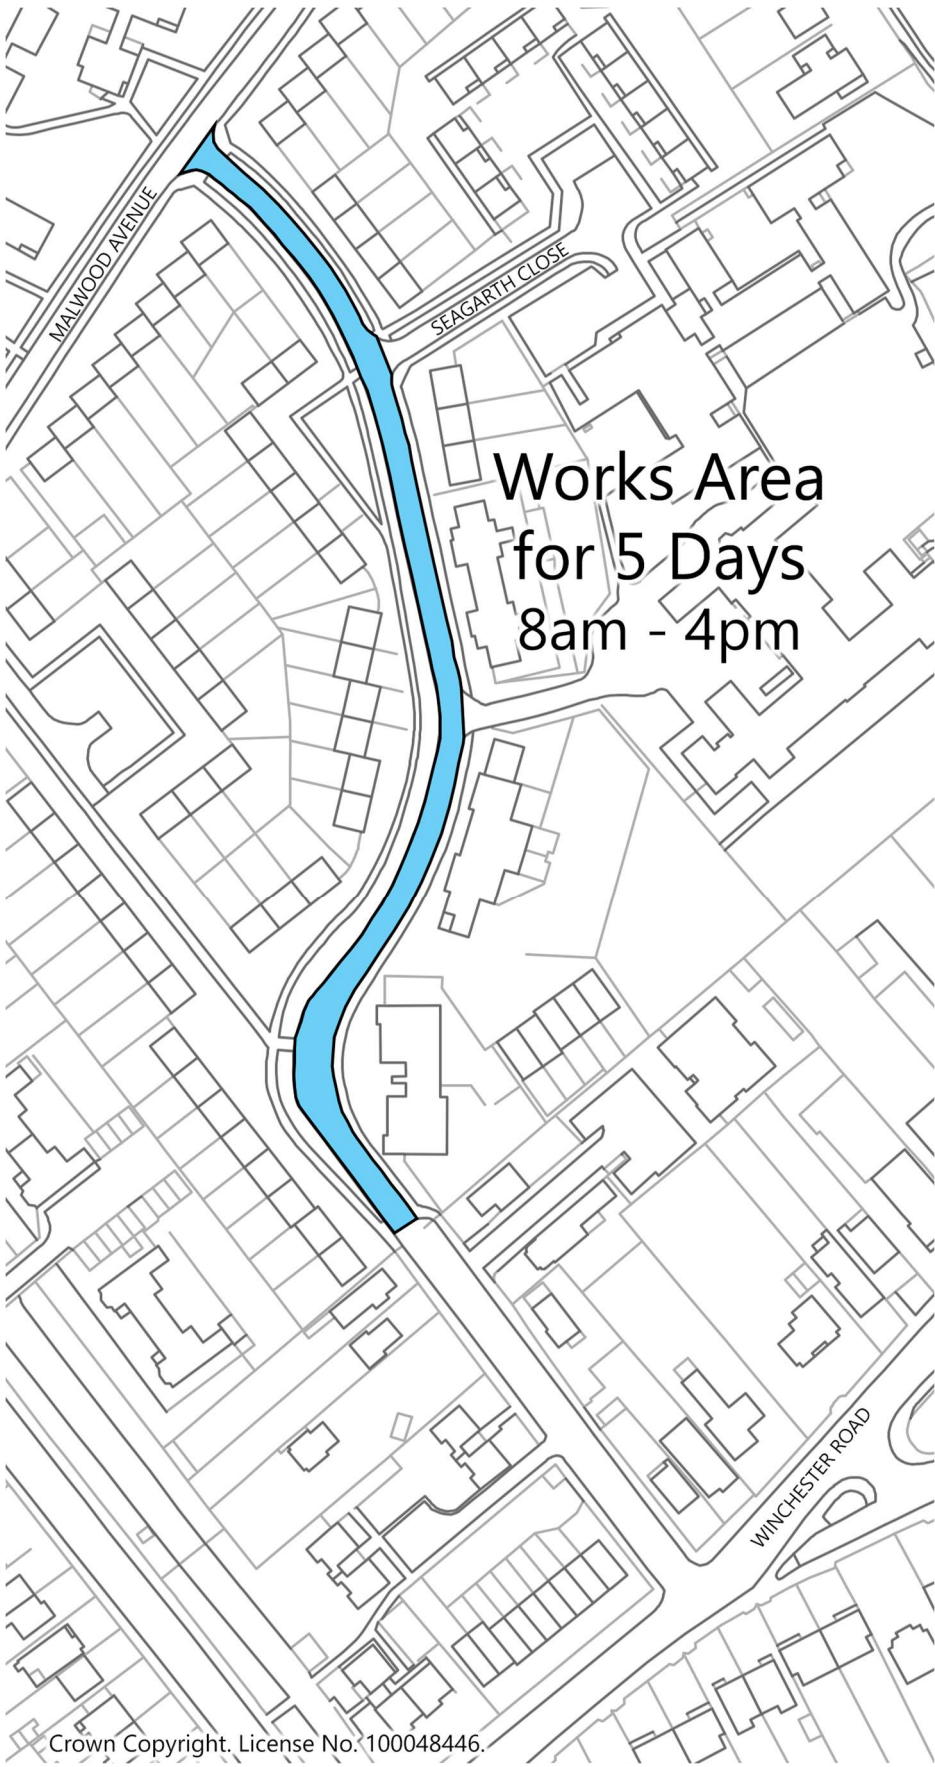 MALWOOD AVENUE
SEAGARTH CLOSE
Works Area
for 5 Days
8am - 4pm
WINCHESTER ROAD
Crown Copyright. License No. 100048446.